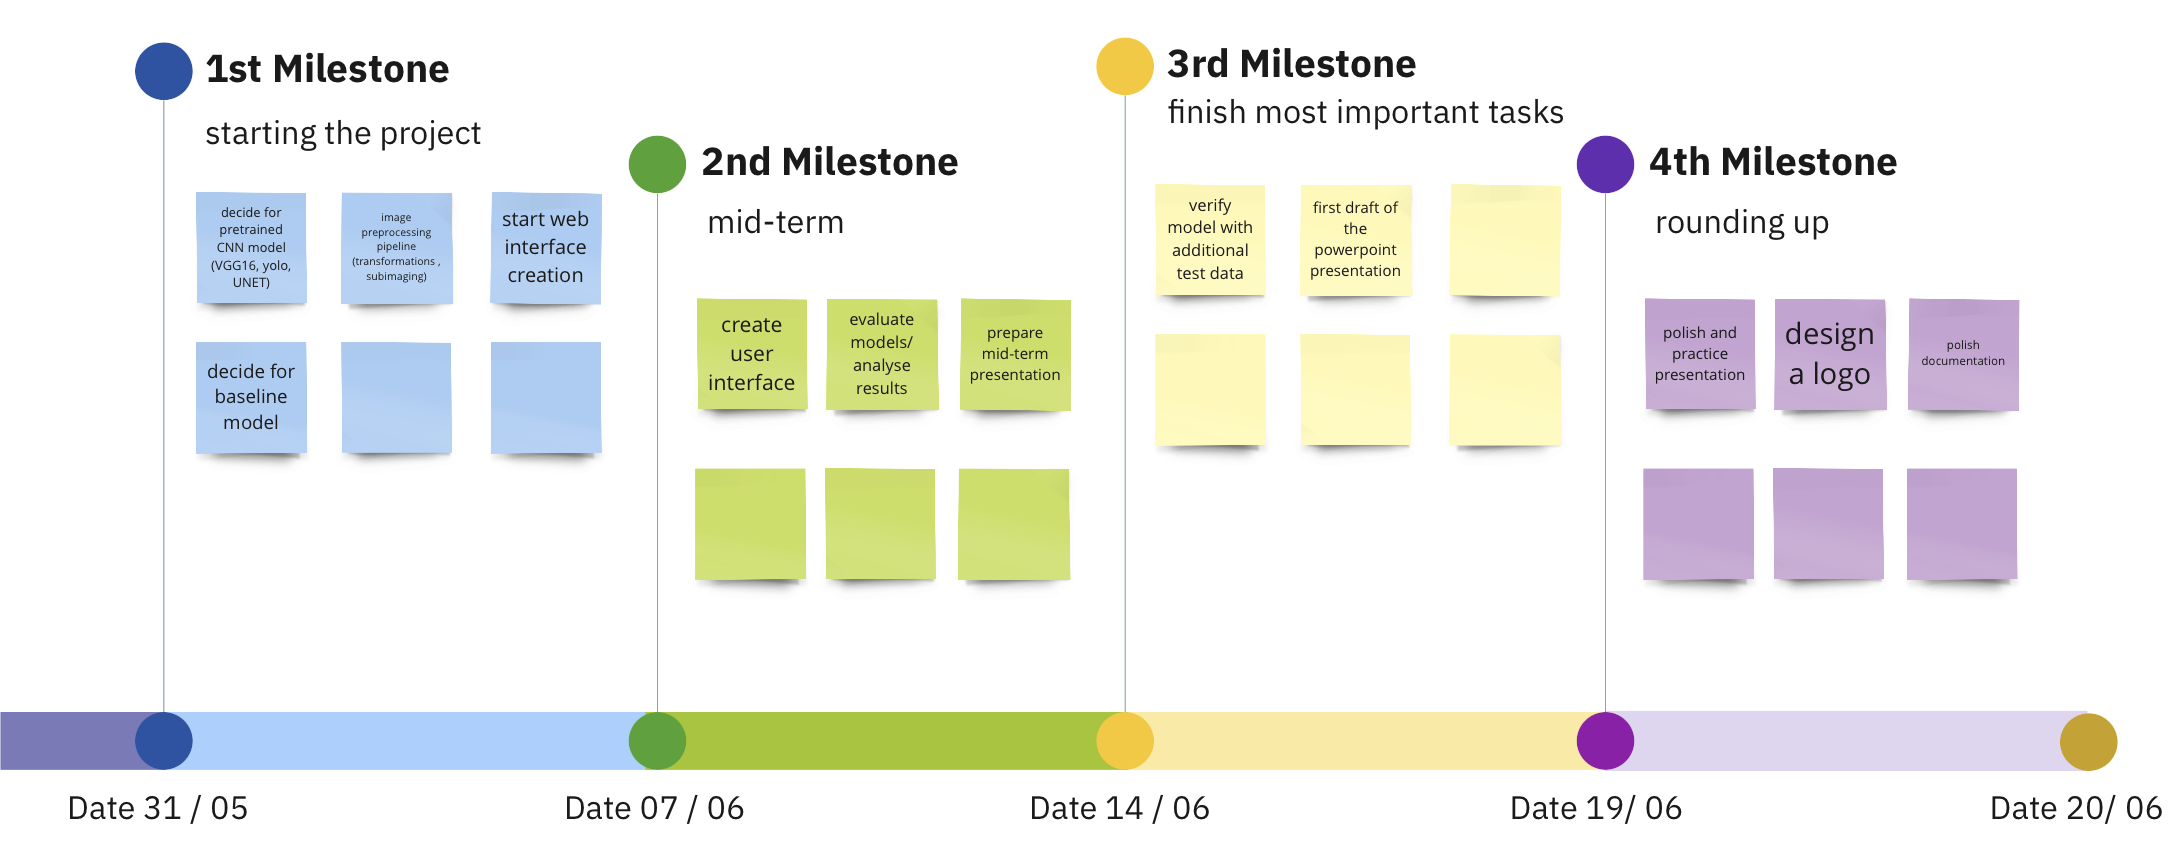 1st Milestone
starting the project
decide for
pretrained
CNN model
(VGG16, yolo,
UNET)
image
preprocessing
pipeline
(transformations ,
subimaging)
start web
interface
creation
decide for
baseline
model
2nd Milestone
mid-term
create
user
interface
evaluate
models/
analyse
results
prepare
mid-term
presentation
3rd Milestone
finish most important tasks
verify
model with
additional
test data
first draft of
the
powerpoint
presentation
4th Milestone
rounding up
polish and
practice
presentation
design
a logo
polish
documentation
Date 31 / 05
Date 07 / 06
Date 14 / 06
Date 19/ 06
Date 20/ 06